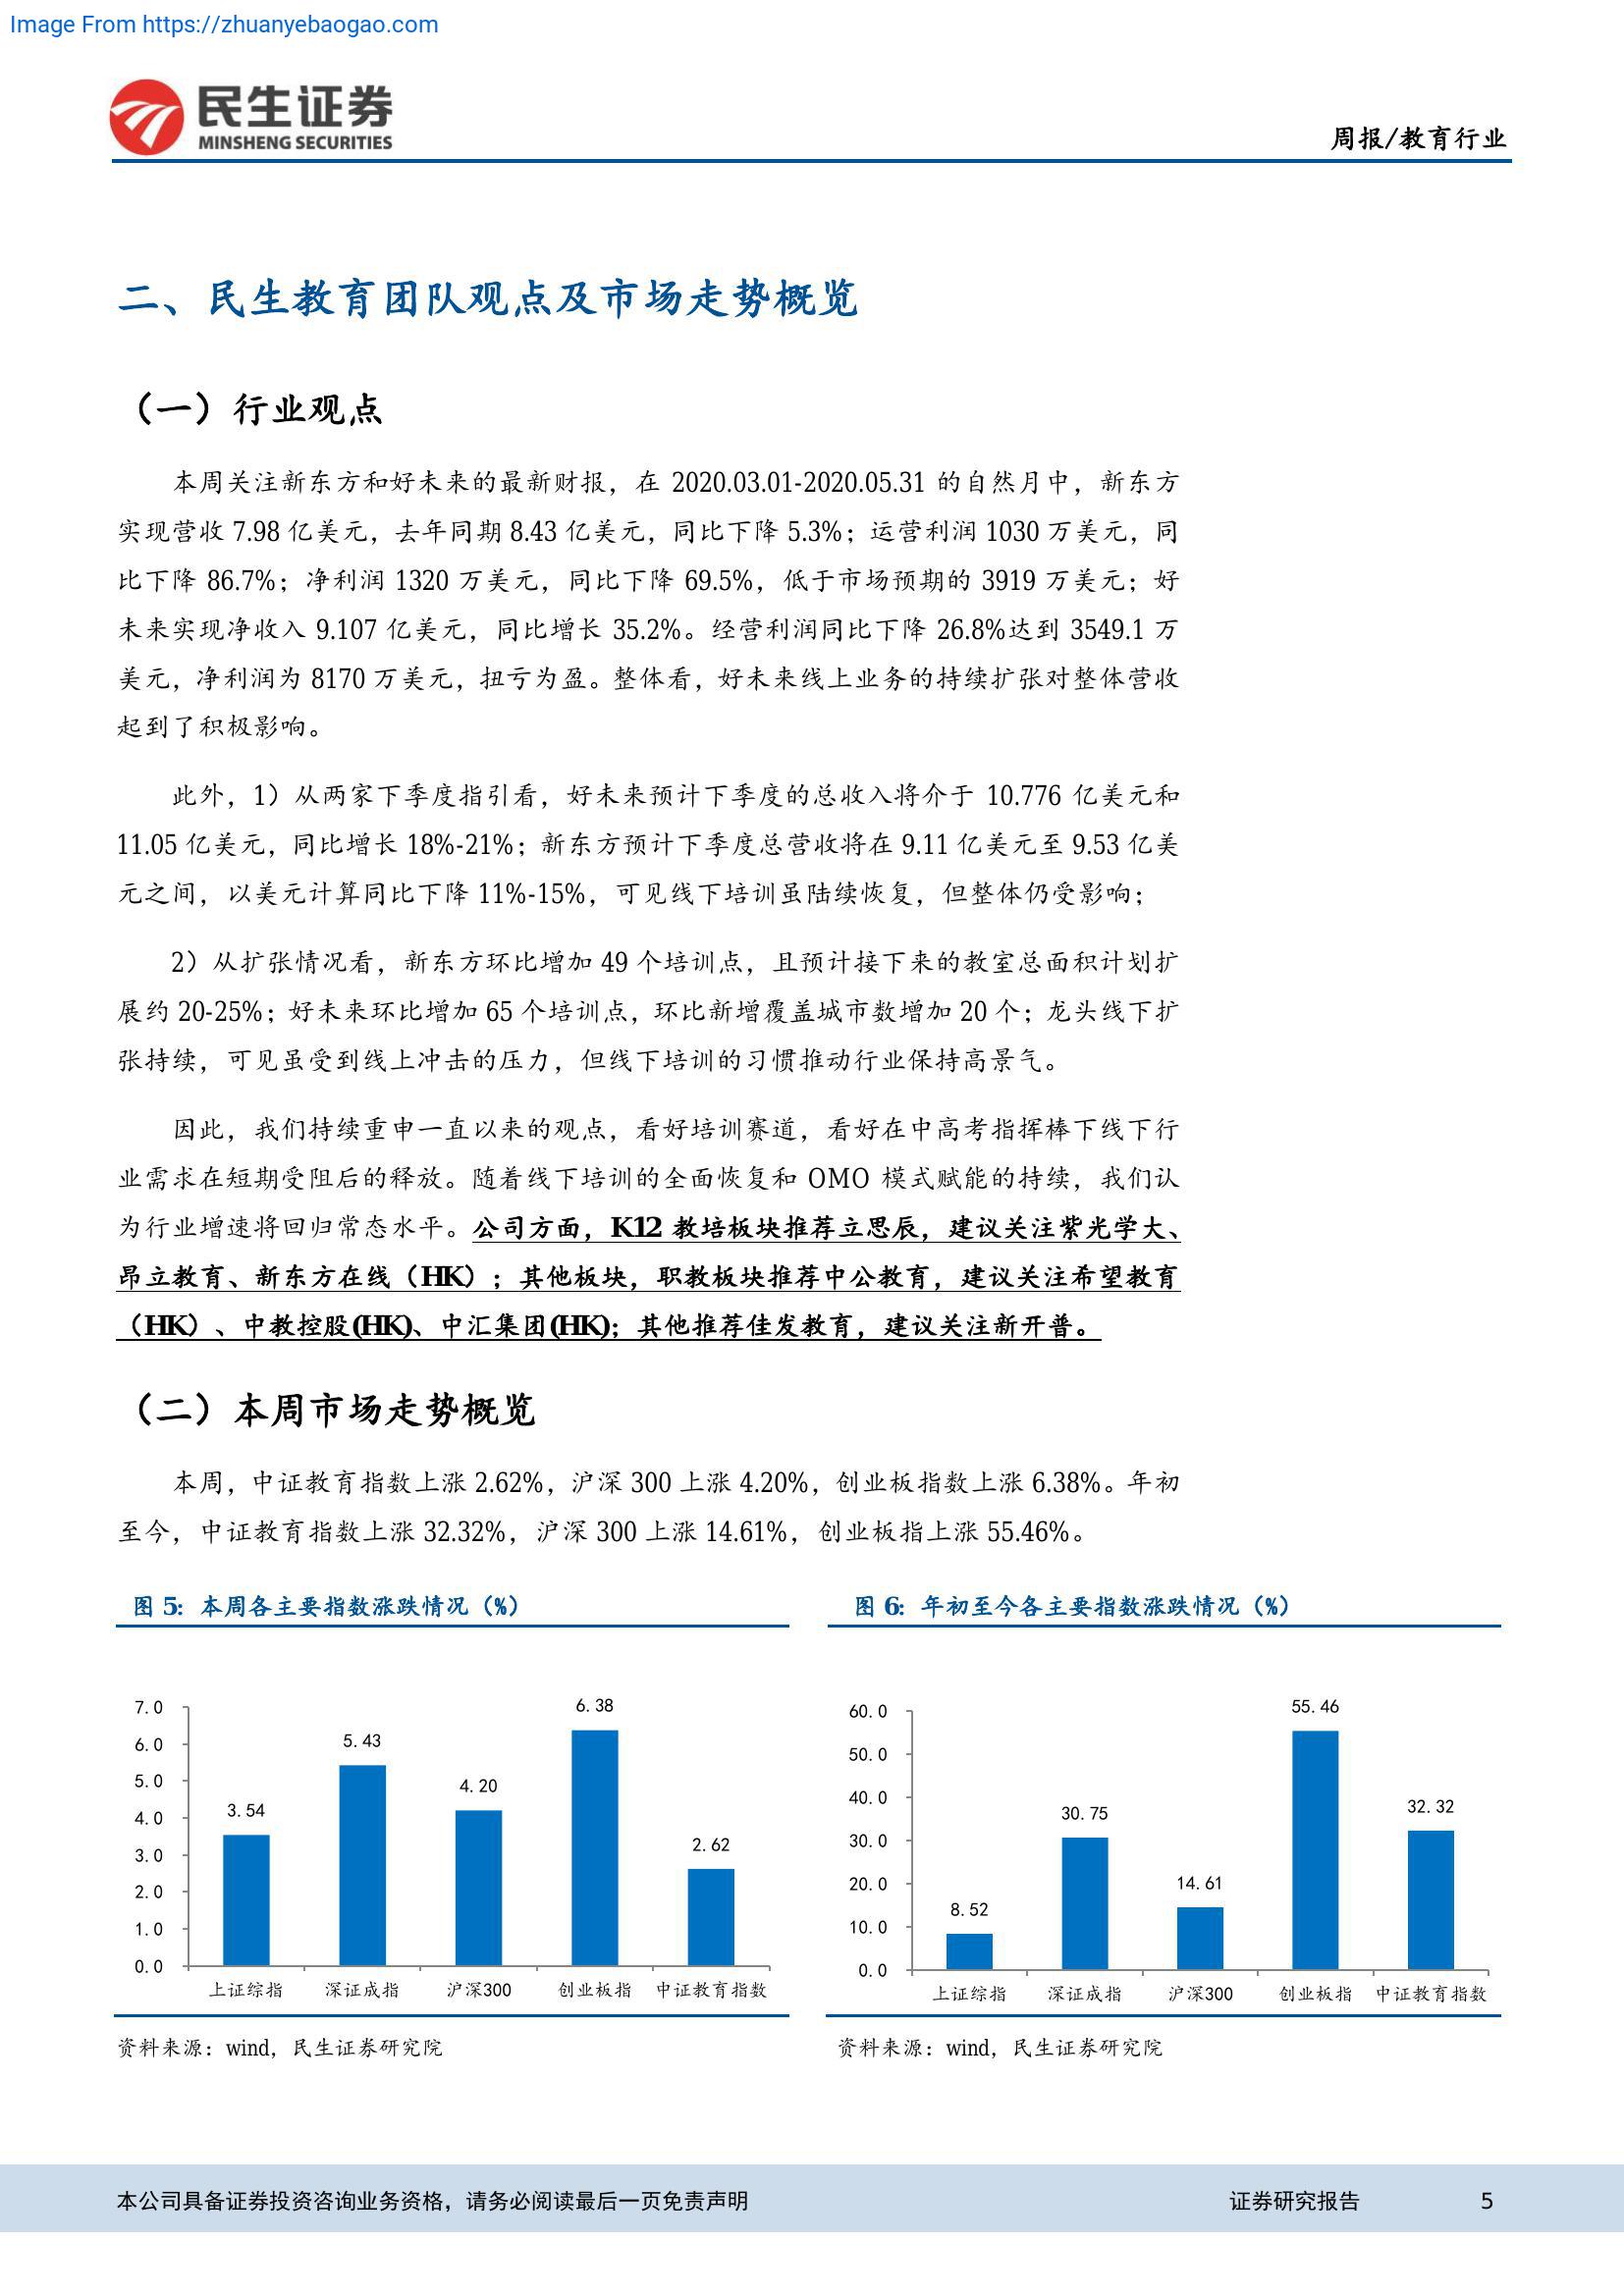 Image From https://zhuanyebaogao.com
民生证券
MINSHENG SECURITIES
周报/教育行业
二、民生教育团队观点及市场走势概览
（一）行业观点
本周关注新东方和好未来的最新财报，在 2020.03.01-2020.05.31 的自然月中，新东方
实现营收 7.98 亿美元，去年同期 8.43 亿美元，同比下降 5.3%；运营利润 1030 万美元，同
比下降 86.7%；净利润 1320 万美元，同比下降 69.5%，低于市场预期的 3919 万美元；好
未来实现净收入 9.107 亿美元，同比增长 35.2%。经营利润同比下降 26.8%达到 3549.1 万
美元，净利润为 8170 万美元，扭亏为盈。整体看，好未来线上业务的持续扩张对整体营收
起到了积极影响。
此外，1）从两家下季度指引看，好未来预计下季度的总收入将介于 10.776 亿美元和
11.05 亿美元，同比增长 18%-21%；新东方预计下季度总营收将在 9.11 亿美元至 9.53 亿美
元之间，以美元计算同比下降 11%-15%，可见线下培训虽陆续恢复，但整体仍受影响；
2）从扩张情况看，新东方环比增加 49 个培训点，且预计接下来的教室总面积计划扩
展约 20-25%；好未来环比增加 65 个培训点，环比新增覆盖城市数增加 20 个；龙头线下扩
张持续，可见虽受到线上冲击的压力，但线下培训的习惯推动行业保持高景气。
因此，我们持续重申一直以来的观点，看好培训赛道，看好在中高考指挥棒下线下行
业需求在短期受阻后的释放。随着线下培训的全面恢复和 OMO 模式赋能的持续，我们认
为行业增速将回归常态水平。公司方面，K12 教培板块推荐立思辰，建议关注紫光学大、
昂立教育、新东方在线（HK）；其他板块，职教板块推荐中公教育，建议关注希望教育
（HK）、中教控股(HK)、中汇集团(HK)；其他推荐佳发教育，建议关注新开普。
（二）本周市场走势概览
本周，中证教育指数上涨 2.62%，沪深 300 上涨 4.20%，创业板指数上涨 6.38%。年初
至今，中证教育指数上涨 32.32%，沪深 300 上涨 14.61%，创业板指上涨 55.46%。
图 5：本周各主要指数涨跌情况（%）
7.0
6.0
5.0
4.0
3.0
2.0
1.0
0.0
3.54
5.43
4.20
6.38
2.62
上证综指 深证成指 沪深300 创业板指 中证教育指数
资料来源：wind，民生证券研究院
图 6：年初至今各主要指数涨跌情况（%）
60.0
50.0
40.0
30.0
20.0
10.0
0.0
8.52
30.75
14.61
55.46
32.32
上证综指 深证成指 沪深300 创业板指 中证教育指数
资料来源：wind，民生证券研究院
本公司具备证券投资咨询业务资格，请务必阅读最后一页免责声明 证券研究报告 5